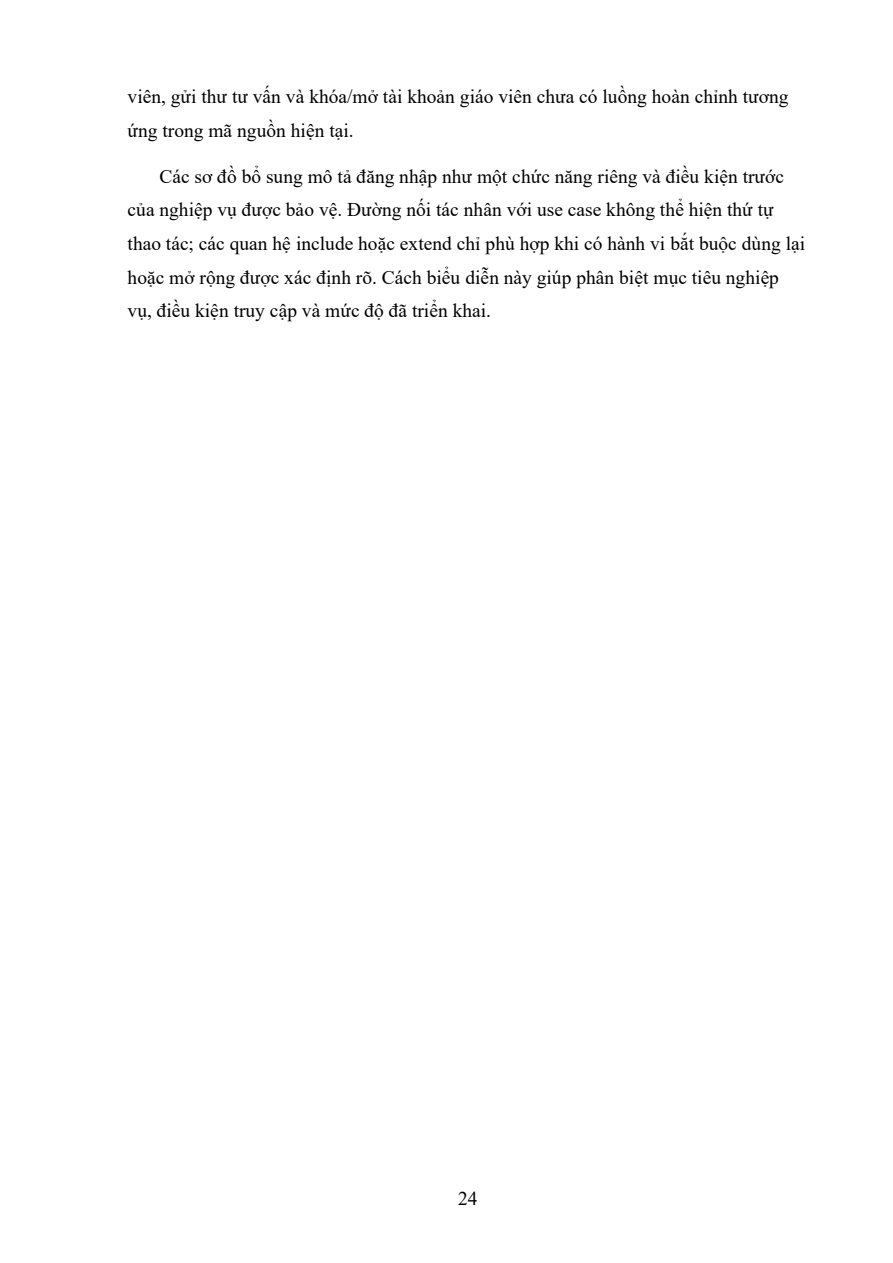 viên, gửi thư tư vấn và khóa/mở tài khoản giáo viên chưa có luồng hoàn chỉnh tương
ứng trong mã nguồn hiện tại.
Các sơ đồ bổ sung mô tả đăng nhập như một chức năng riêng và điều kiện trước
của nghiệp vụ được bảo vệ. Đường nối tác nhân với use case không thể hiện thứ tự
thao tác; các quan hệ include hoặc extend chỉ phù hợp khi có hành vi bắt buộc dùng lại
hoặc mở rộng được xác định rõ. Cách biểu diễn này giúp phân biệt mục tiêu nghiệp
vụ, điều kiện truy cập và mức độ đã triển khai.
24